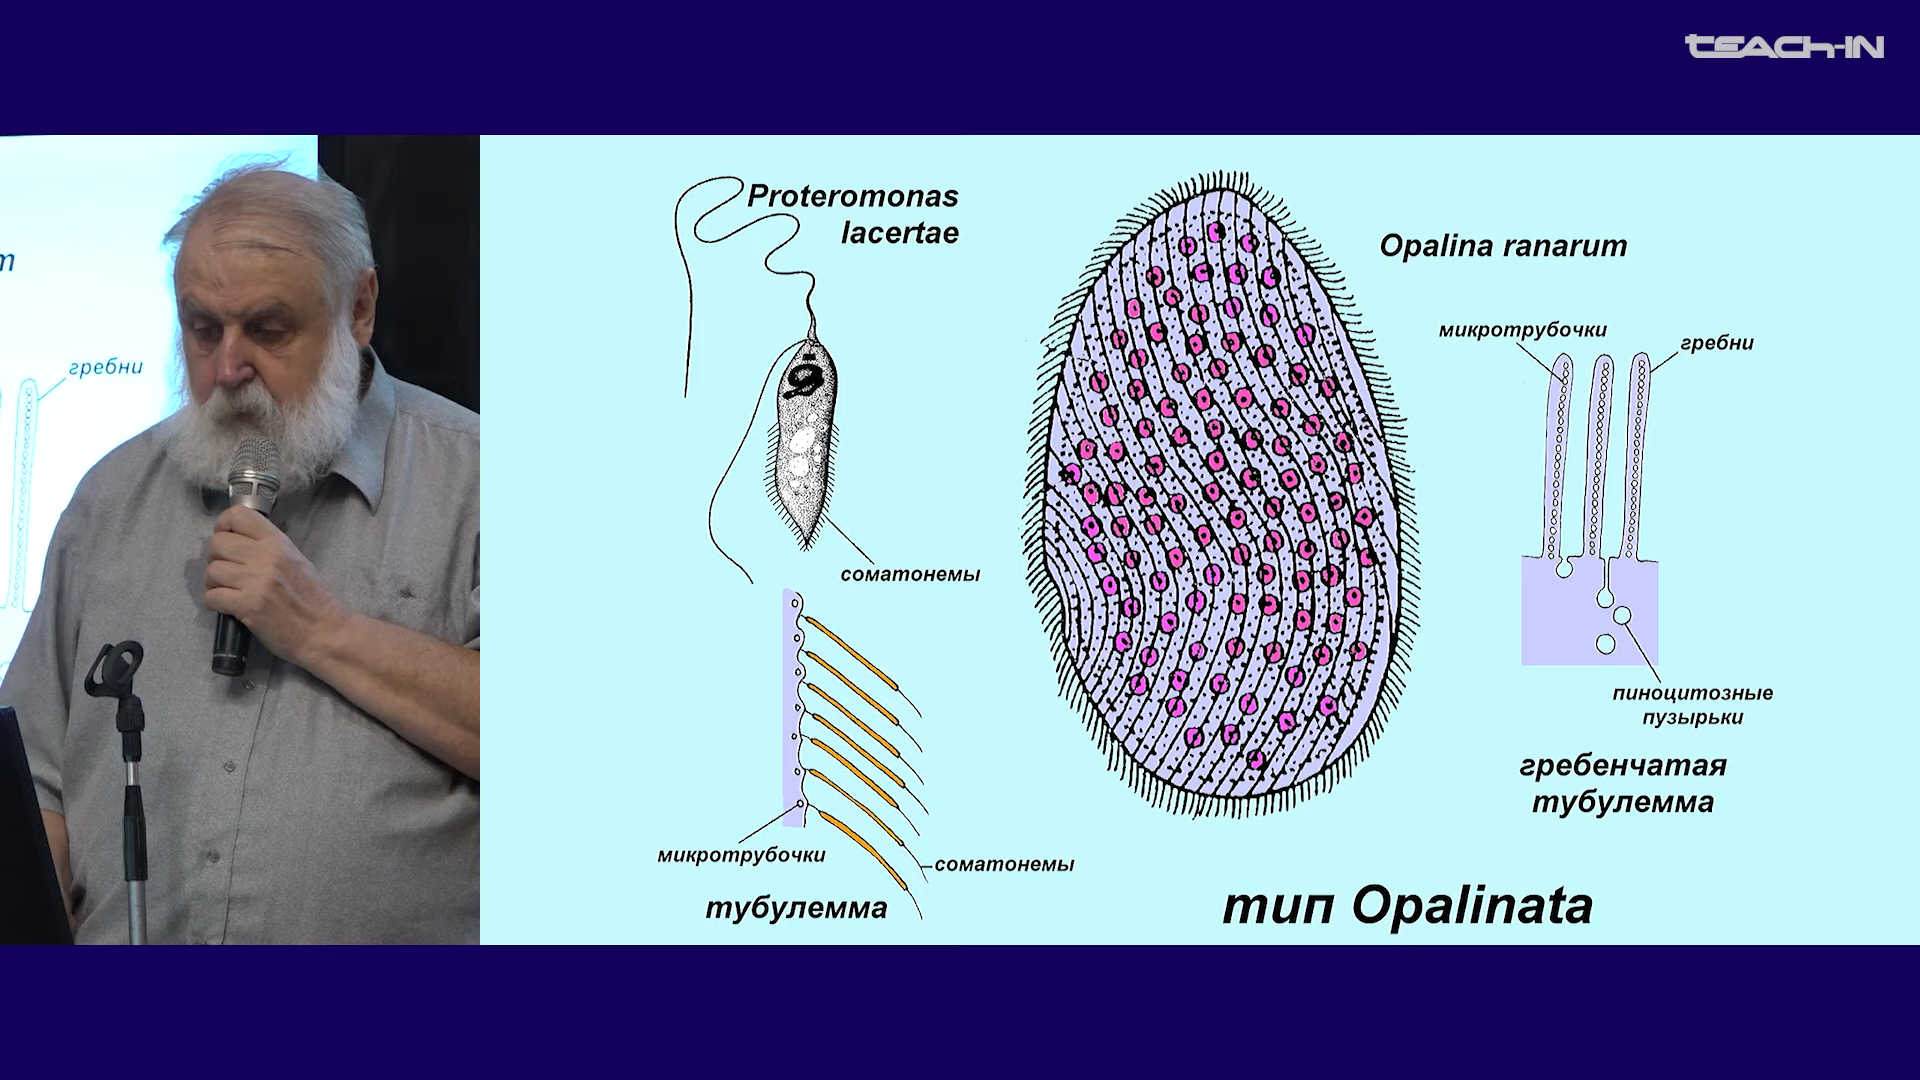 teach-in
т
гребни
Proteromonas
lacertae
соматонемы
микротрубочки
соматонемы
тубулемма
Opalina ranarum
микротрубочки
гребни
пиноцитозные
пузырьки
гребенчатая
тубулемма
тип Opalinata